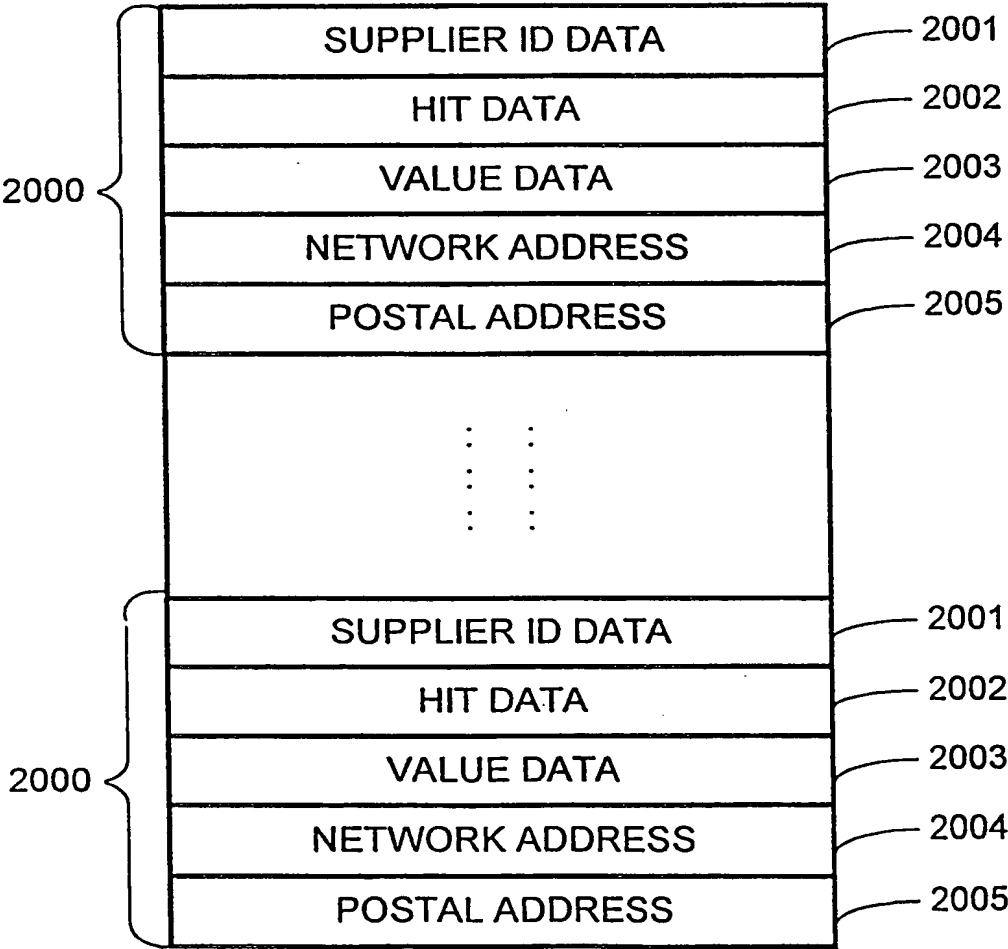 SUPPLIER ID DATA 2001
HIT DATA 2002
VALUE DATA 2003
2000
NETWORK ADDRESS 2004
POSTAL ADDRESS 2005
SUPPLIER ID DATA 2001
HIT DATA 2002
VALUE DATA 2003
2000
NETWORK ADDRESS 2004
POSTAL ADDRESS 2005